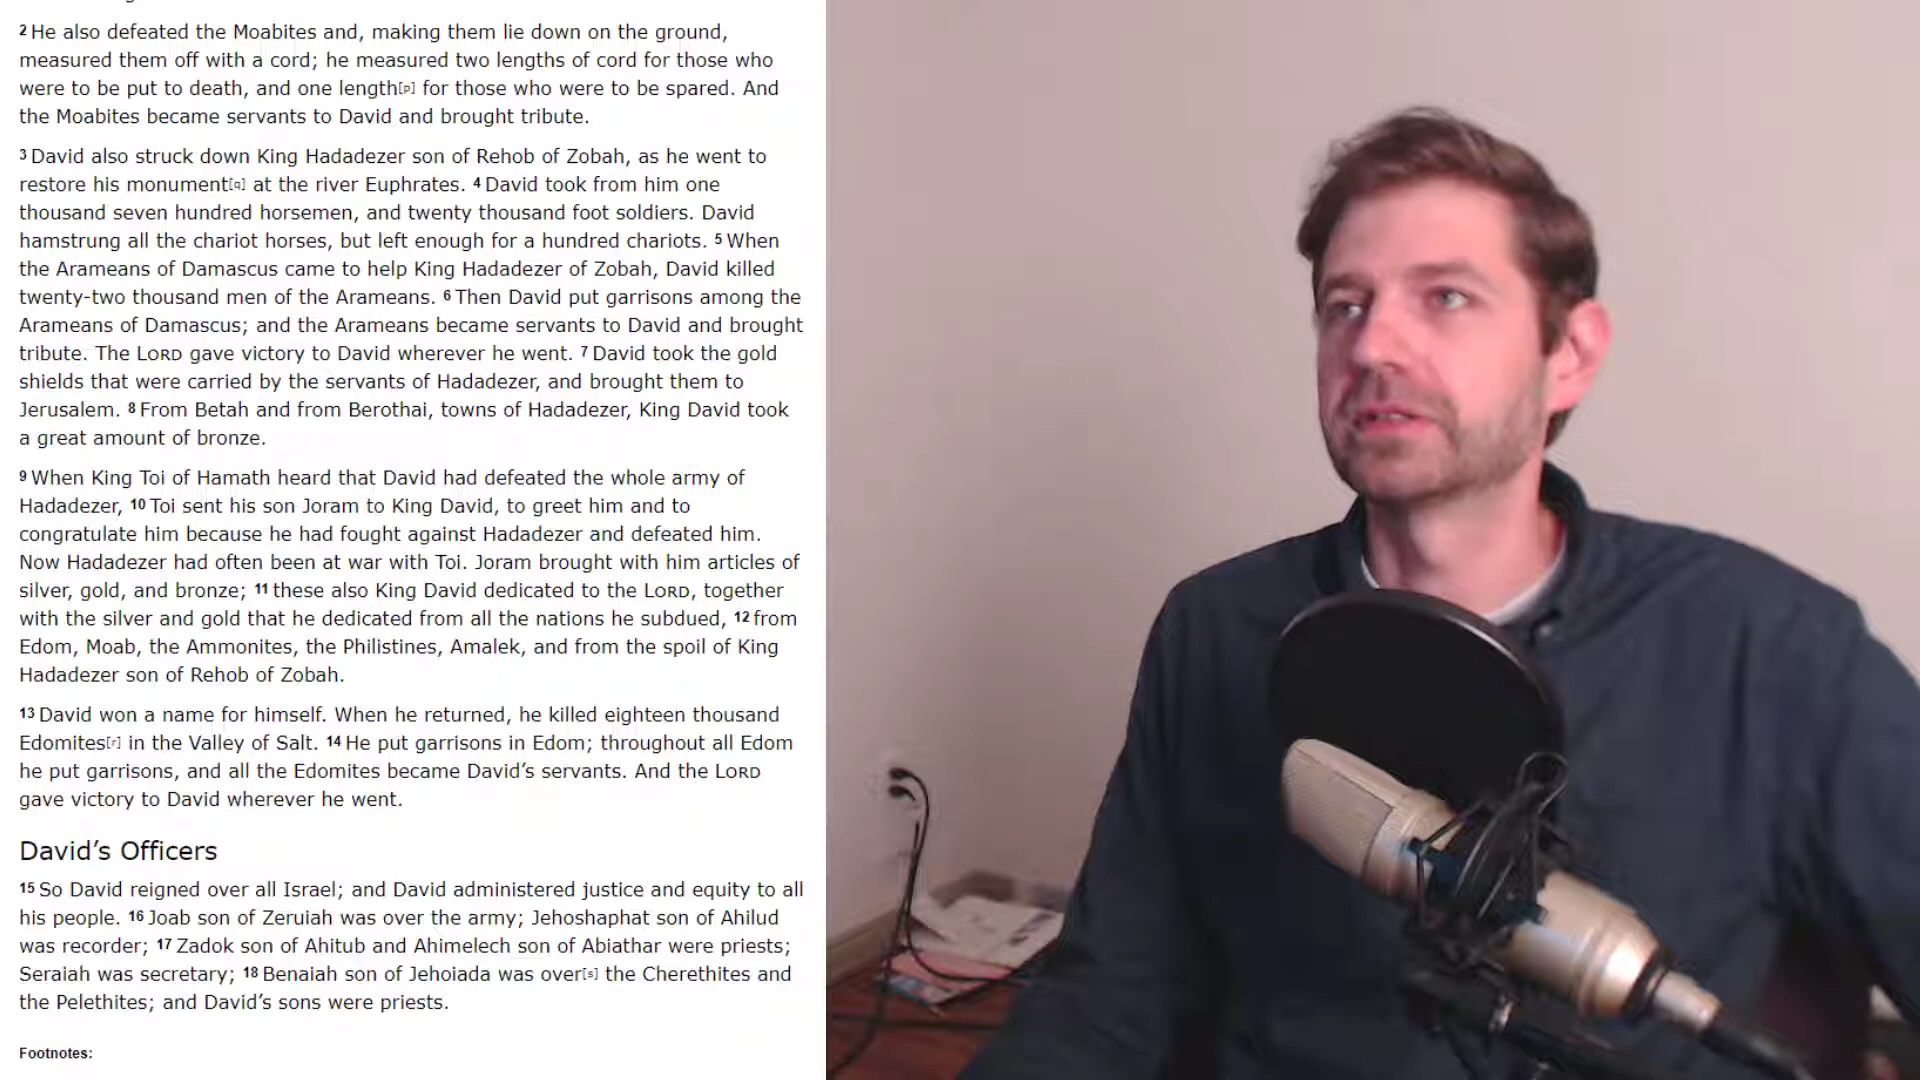 2 He also defeated the Moabites and, making them lie down on the ground,
measured them off with a cord; he measured two lengths of cord for those who
were to be put to death, and one length[p] for those who were to be spared. And
the Moabites became servants to David and brought tribute.
3 David also struck down King Hadadezer son of Rehob of Zobah, as he went to
restore his monument[q] at the river Euphrates. 4 David took from him one
thousand seven hundred horsemen, and twenty thousand foot soldiers. David
hamstrung all the chariot horses, but left enough for a hundred chariots. 5 When
the Arameans of Damascus came to help King Hadadezer of Zobah, David killed
twenty-two thousand men of the Arameans. 6 Then David put garrisons among the
Arameans of Damascus; and the Arameans became servants to David and brought
tribute. The LORD gave victory to David wherever he went. 7 David took the gold
shields that were carried by the servants of Hadadezer, and brought them to
Jerusalem. 8 From Betah and from Berothai, towns of Hadadezer, King David took
a great amount of bronze.
9 When King Toi of Hamath heard that David had defeated the whole army of
Hadadezer, 10 Toi sent his son Joram to King David, to greet him and to
congratulate him because he had fought against Hadadezer and defeated him.
Now Hadadezer had often been at war with Toi. Joram brought with him articles of
silver, gold, and bronze; 11 these also King David dedicated to the LORD, together
with the silver and gold that he dedicated from all the nations he subdued, 12 from
Edom, Moab, the Ammonites, the Philistines, Amalek, and from the spoil of King
Hadadezer son of Rehob of Zobah.
13 David won a name for himself. When he returned, he killed eighteen thousand
Edomites[r] in the Valley of Salt. 14 He put garrisons in Edom; throughout all Edom
he put garrisons, and all the Edomites became David’s servants. And the LORD
gave victory to David wherever he went.
David’s Officers
15 So David reigned over all Israel; and David administered justice and equity to all
his people. 16 Joab son of Zeruiah was over the army; Jehoshaphat son of Ahilud
was recorder; 17 Zadok son of Ahitub and Ahimelech son of Abiathar were priests;
Seraiah was secretary; 18 Benaiah son of Jehoiada was over[s] the Cherethites and
the Pelethites; and David’s sons were priests.
Footnotes: